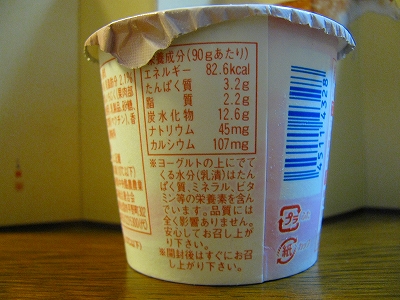 栄養成分(90gあたり)
エネルギー 82.6kcal
たんぱく質 3.2g
脂質 2.2g
炭水化物 12.6g
ナトリウム 45mg
カルシウム 107mg
※ヨーグルトの上にでて
くる水分(乳清)はたん
ぱく質、ミネラル、ビタ
ミン等の栄養素を含ん
でいます。品質には
全く影響ありません。
安心してお召し上
がり下さい。
※開封後はすぐにお召
し上がり下さい。
4511 4328
プラ
紙